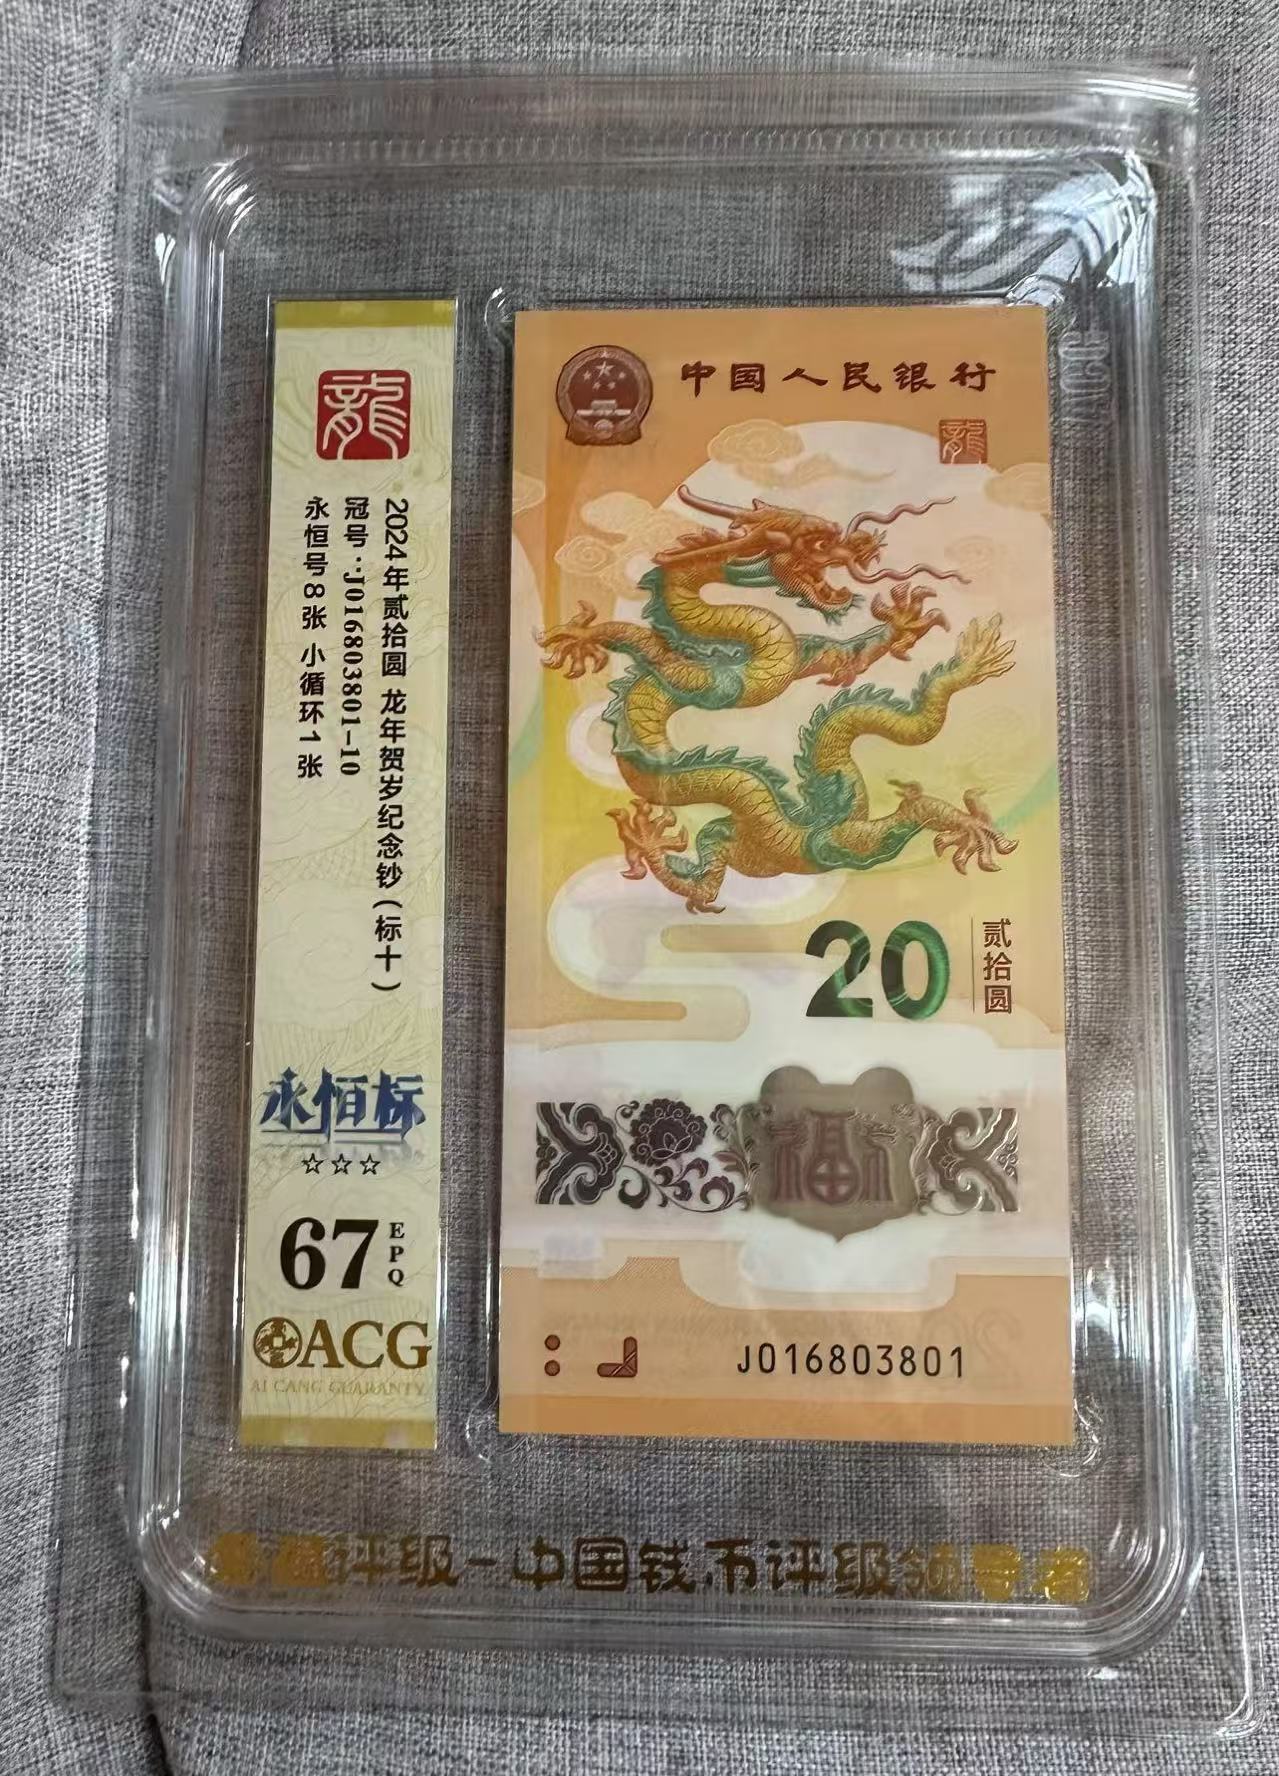 龍
2024年贰拾圆 龙年贺岁纪念钞(标十)
冠号:J016803801-10
永恒号8张 小循环1张
永恒标
☆☆☆
67 EPQ
ACG
AI CANG GUARANTY
中国人民银行
龍
20 贰拾圆
福
J016803801
评级-中国钱币评级领导者